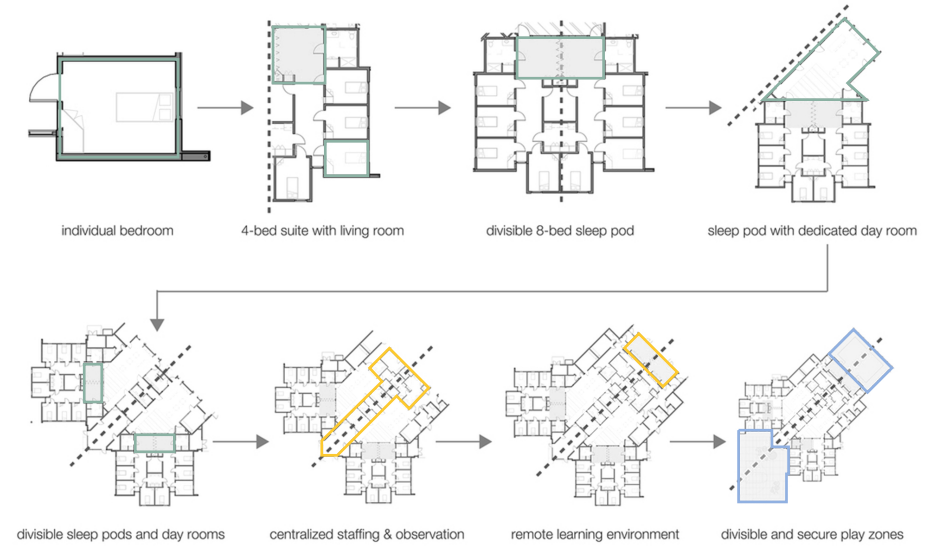 individual bedroom
4-bed suite with living room
divisible 8-bed sleep pod
sleep pod with dedicated day room
divisible sleep pods and day rooms
centralized staffing & observation
remote learning environment
divisible and secure play zones